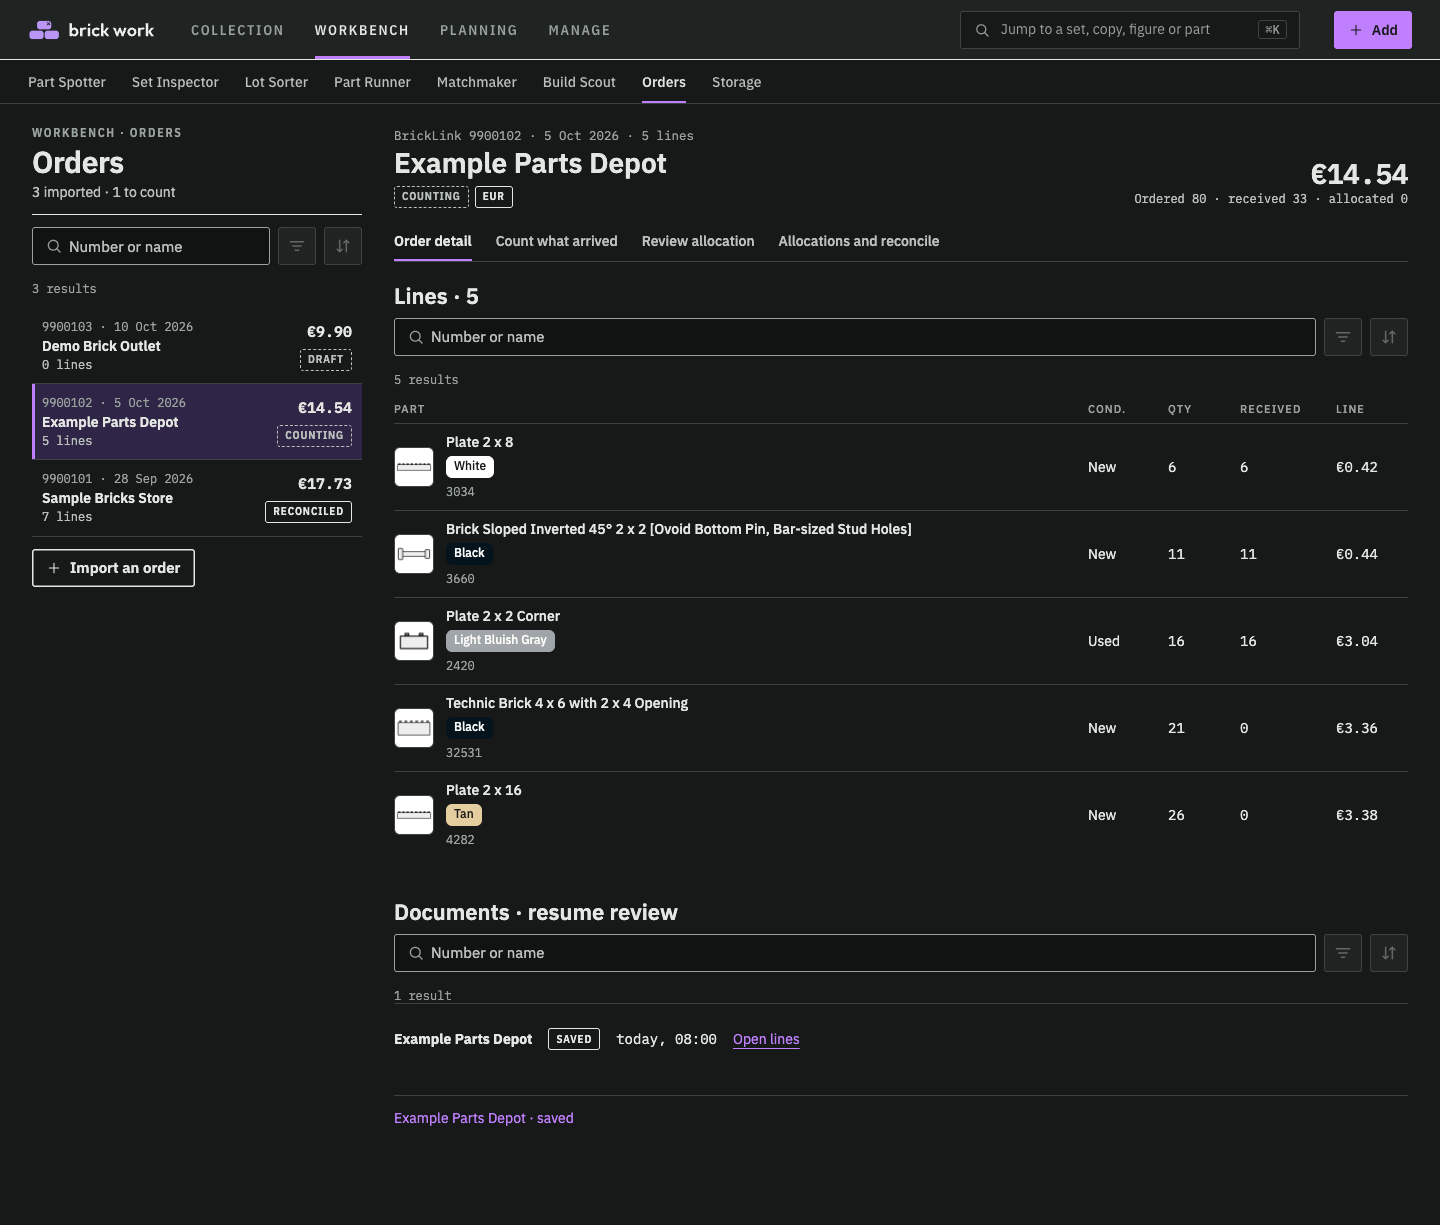 brick work
COLLECTION
WORKBENCH
PLANNING
MANAGE
Jump to a set, copy, figure or part
⌘K
Add
Part Spotter
Set Inspector
Lot Sorter
Part Runner
Matchmaker
Build Scout
Orders
Storage
WORKBENCH · ORDERS
Orders
3 imported · 1 to count
Number or name
3 results
9900103 · 10 Oct 2026
€9.90
Demo Brick Outlet
DRAFT
0 lines
9900102 · 5 Oct 2026
€14.54
Example Parts Depot
COUNTING
5 lines
9900101 · 28 Sep 2026
€17.73
Sample Bricks Store
RECONCILED
7 lines
Import an order
BrickLink 9900102 · 5 Oct 2026 · 5 lines
Example Parts Depot
COUNTING
EUR
€14.54
Ordered 80 · received 33 · allocated 0
Order detail
Count what arrived
Review allocation
Allocations and reconcile
Lines · 5
Number or name
5 results
PART COND. QTY RECEIVED LINE
Plate 2 x 8
White
3034
New 6 6 €0.42
Brick Sloped Inverted 45° 2 x 2 [Ovoid Bottom Pin, Bar-sized Stud Holes]
Black
3660
New 11 11 €0.44
Plate 2 x 2 Corner
Light Bluish Gray
2420
Used 16 16 €3.04
Technic Brick 4 x 6 with 2 x 4 Opening
Black
32531
New 21 0 €3.36
Plate 2 x 16
Tan
4282
New 26 0 €3.38
Documents · resume review
Number or name
1 result
Example Parts Depot SAVED today, 08:00 Open lines
Example Parts Depot · saved